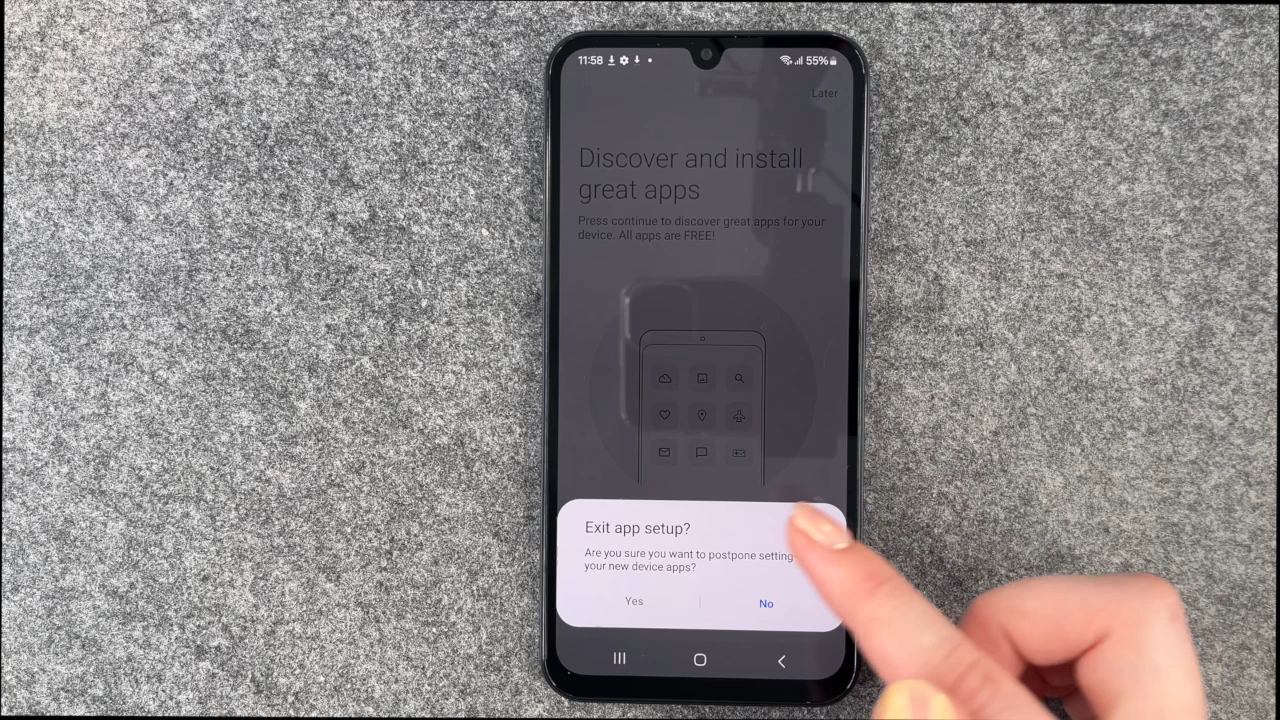 11:58
55%
Later
Discover and install
great apps
Press continue to discover great apps for your
device. All apps are FREE!
Exit app setup?
Are you sure you want to postpone setting
your new device apps?
Yes
No